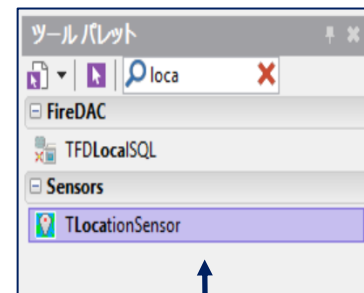 ツール パレット
loca
FireDAC
TFDLocalSQL
Sensors
TLocationSensor